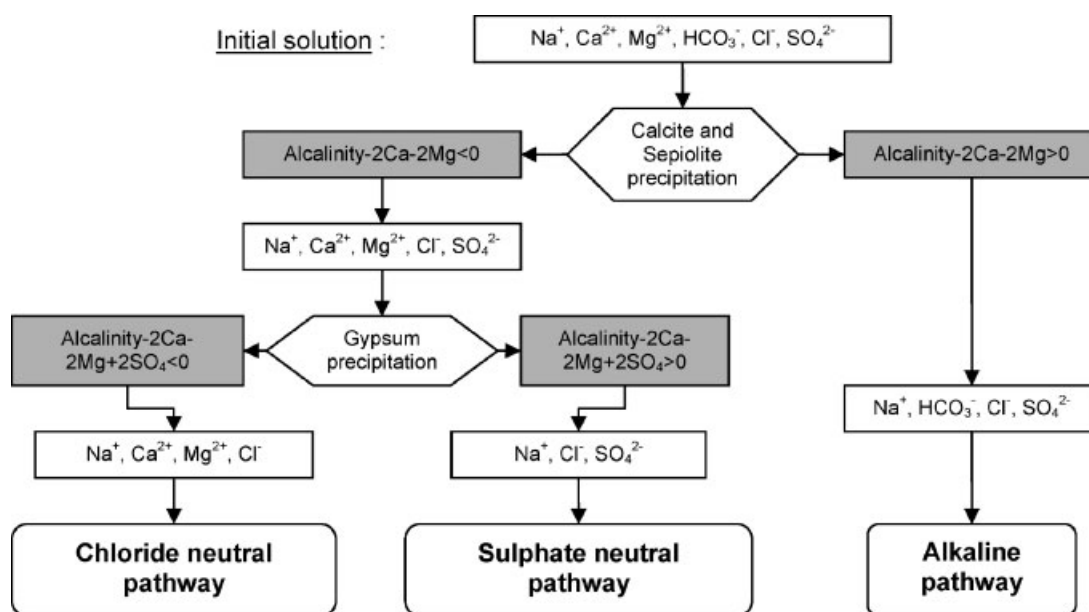 Initial solution :
Na⁺, Ca²⁺, Mg²⁺, HCO₃⁻, Cl⁻, SO₄²⁻
Calcite and
Sepiolite
precipitation
Alcalinity-2Ca-2Mg<0
Alcalinity-2Ca-2Mg>0
Na⁺, Ca²⁺, Mg²⁺, Cl⁻, SO₄²⁻
Gypsum
precipitation
Alcalinity-2Ca-
2Mg+2SO₄<0
Alcalinity-2Ca-
2Mg+2SO₄>0
Na⁺, Ca²⁺, Mg²⁺, Cl⁻
Na⁺, Cl⁻, SO₄²⁻
Na⁺, HCO₃⁻, Cl⁻, SO₄²⁻
Chloride neutral
pathway
Sulphate neutral
pathway
Alkaline
pathway